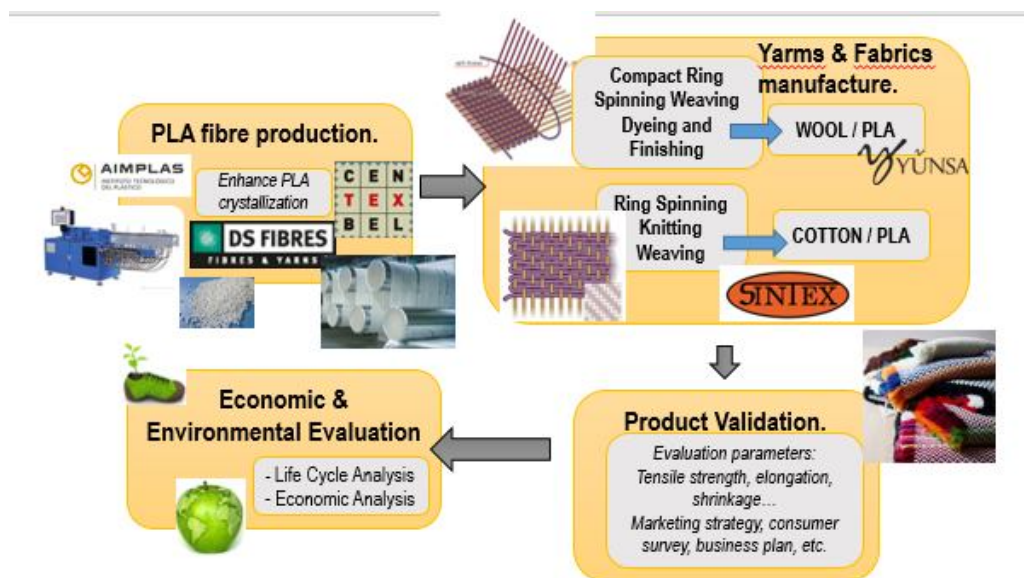 PLA fibre production.
AIMPLAS
INSTITUTO TECNOLÓGICO
DEL PLÁSTICO
Enhance PLA
crystallization
CEN
TEX
BEL
DS FIBRES
FIBRES & YARNS
Yarms & Fabrics
manufacture.
Compact Ring
Spinning Weaving
Dyeing and
Finishing
WOOL / PLA
YÜNSA
Ring Spinning
Knitting
Weaving
COTTON / PLA
SINTEX
Product Validation.
Evaluation parameters:
Tensile strength, elongation,
shrinkage…
Marketing strategy, consumer
survey, business plan, etc.
Economic &
Environmental Evaluation
- Life Cycle Analysis
- Economic Analysis